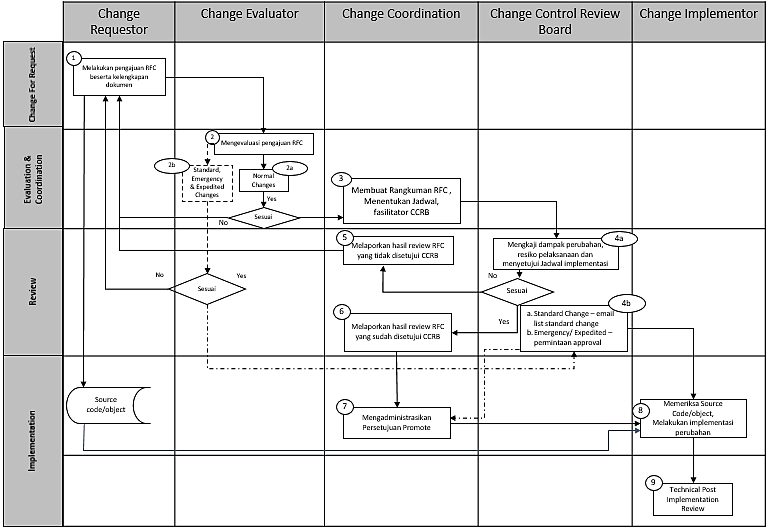 Change
Requestor
Change Evaluator
Change Coordination
Change Control Review
Board
Change Implementor
Change For Request
1
Melakukan pengajuan RFC
beserta kelengkapan
dokumen
Evaluation &
Coordination
2
Mengevaluasi pengajuan RFC
2b
Standard,
Emergency
& Expedited
Changes
2a
Normal
Changes
Yes
Sesuai
No
3
Membuat Rangkuman RFC ,
Menentukan Jadwal,
fasilitator CCRB
Review
5
Melaporkan hasil review RFC
yang tidak disetujui CCRB
4a
Mengkaji dampak perubahan,
resiko pelaksanaan dan
menyetujui Jadwal implementasi
No
Sesuai
Yes
No
Sesuai
Yes
4b
a. Standard Change – email
list standard change
b. Emergency/ Expedited –
permintaan approval
6
Melaporkan hasil review RFC
yang sudah disetujui CCRB
Implementation
Source
code/object
7
Mengadministrasikan
Persetujuan Promote
8
Memeriksa Source
Code/object,
Melakukan implementasi
perubahan
9
Technical Post
Implementation
Review